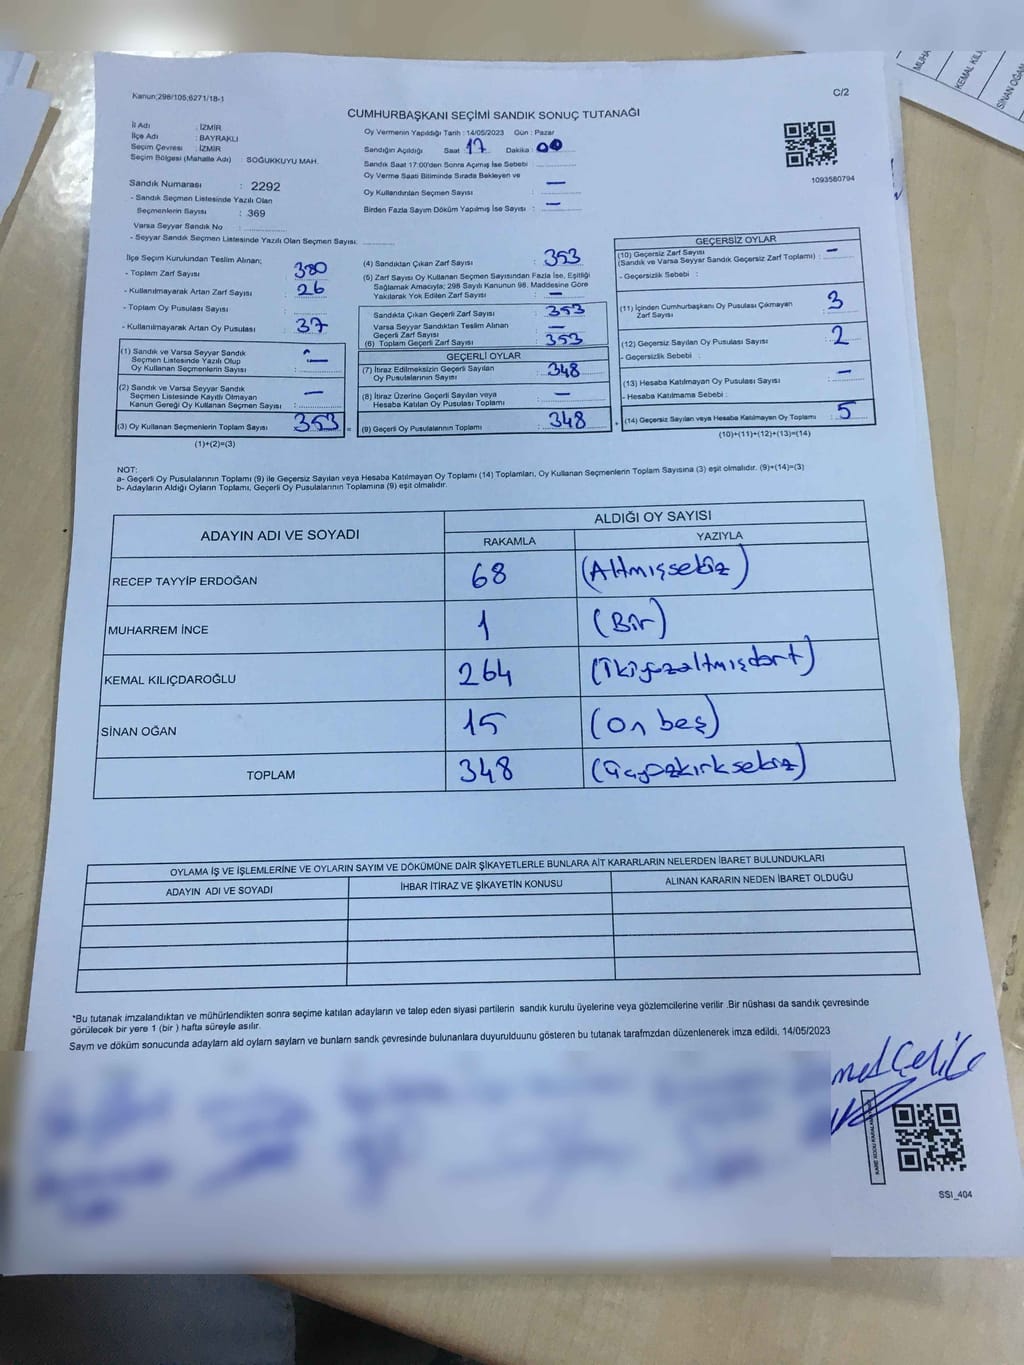 Kanun;298/105;6271/18-1
C/2
CUMHURBAŞKANI SEÇİMİ SANDIK SONUÇ TUTANAĞI
İl Adı : İZMİR
İlçe Adı : BAYRAKLI
Seçim Çevresi : İZMİR
Seçim Bölgesi (Mahalle Adı) : SOĞUKKUYU MAH.
Sandık Numarası : 2292
- Sandık Seçmen Listesinde Yazılı Olan
Seçmenlerin Sayısı : 369
Varsa Seyyar Sandık No :
- Seyyar Sandık Seçmen Listesinde Yazılı Olan Seçmen Sayısı:
Oy Vermenin Yapıldığı Tarih : 14/05/2023 Gün : Pazar
Sandığın Açıldığı Saat 17 Dakika 00
Sandık Saat 17:00'den Sonra Açımış İse Sebebi :
Oy Verme Saati Bitiminde Sırada Bekleyen ve
Oy Kullandırılan Seçmen Sayısı : —
Birden Fazla Sayım Döküm Yapılmış İse Sayısı : —
1093580794
İlçe Seçim Kurulundan Teslim Alınan;
- Toplam Zarf Sayısı : 380
- Kullanılmayarak Artan Zarf Sayısı : 26
- Toplam Oy Pusulası Sayısı :
- Kullanılmayarak Artan Oy Pusulası : 37
(1) Sandık ve Varsa Seyyar Sandık
Seçmen Listesinde Yazılı Olup
Oy Kullanan Seçmen Sayısı :
(2) Sandık ve Varsa Seyyar Sandık
Seçmen Listesinde Kayıtlı Olmayan
Kanun Gereği Oy Kullanan Seçmen Sayısı : —
(3) Oy Kullanan Seçmenlerin Toplam Sayısı : 353 =
(1)+(2)=(3)
(4) Sandıktan Çıkan Zarf Sayısı : 353
(5) Zarf Sayısı Oy Kullanan Seçmen Sayısından Fazla İse, Eşitliği
Sağlamak Amacıyla; 298 Sayılı Kanunun 98. Maddesine Göre
Yakılarak Yok Edilen Zarf Sayısı : —
Sandıkta Çıkan Geçerli Zarf Sayısı : 353
Varsa Seyyar Sandıktan Teslim Alınan
Geçerli Zarf Sayısı : —
(6) Toplam Geçerli Zarf Sayısı : 353
GEÇERLİ OYLAR
(7) İtiraz Edilmeksizin Geçerli Sayılan
Oy Pusulalarının Sayısı : 348
(8) İtiraz Üzerine Geçerli Sayılan veya
Hesaba Katılan Oy Pusulası Toplamı : —
(9) Geçerli Oy Pusulalarının Toplamı : 348 +
GEÇERSİZ OYLAR
(10) Geçersiz Zarf Sayısı
(Sandık ve Varsa Seyyar Sandık Geçersiz Zarf Toplamı) : —
- Geçersizlik Sebebi :
(11) İçinden Cumhurbaşkanı Oy Pusulası Çıkmayan
Zarf Sayısı : 3
(12) Geçersiz Sayılan Oy Pusulası Sayısı : 2
- Geçersizlik Sebebi :
(13) Hesaba Katılmayan Oy Pusulası Sayısı : —
- Hesaba Katılmama Sebebi :
(14) Geçersiz Sayılan veya Hesaba Katılmayan Oy Toplamı : 5
(10)+(11)+(12)+(13)=(14)
NOT:
a- Geçerli Oy Pusulalarının Toplamı (9) ile Geçersiz Sayılan veya Hesaba Katılmayan Oy Toplamı (14) Toplamları, Oy Kullanan Seçmenlerin Toplam Sayısına (3) eşit olmalıdır. (9)+(14)=(3)
b- Adayların Aldığı Oyların Toplamı, Geçerli Oy Pusulalarının Toplamına (9) eşit olmalıdır.
ADAYIN ADI VE SOYADI
ALDIĞI OY SAYISI
RAKAMLA YAZIYLA
RECEP TAYYİP ERDOĞAN 68 (Altmışsekiz)
MUHARREM İNCE 1 (Bir)
KEMAL KILIÇDAROĞLU 264 (İkiyüzaltmışdört)
SİNAN OĞAN 15 (on beş)
TOPLAM 348 (üçyüzkırksekiz)
OYLAMA İŞ VE İŞLEMLERİNE VE OYLARIN SAYIM VE DÖKÜMÜNE DAİR ŞİKAYETLERLE BUNLARA AİT KARARLARIN NELERDEN İBARET BULUNDUKLARI
ADAYIN ADI VE SOYADI İHBAR İTİRAZ VE ŞİKAYETİN KONUSU ALINAN KARARIN NEDEN İBARET OLDUĞU
*Bu tutanak imzalandıktan ve mühürlendikten sonra seçime katılan adayların ve talep eden siyasi partilerin sandık kurulu üyelerine veya gözlemcilerine verilir .Bir nüshası da sandık çevresinde
görülecek bir yere 1 (bir ) hafta süreyle asılır.
Sayım ve döküm sonucunda adayların ald oyların sayların ve bunların sandk çevresinde bulunanlara duyurulduunu gösteren bu tutanak tarafmzdan düzenlenerek imza edildi. 14/05/2023
SSI_404
MUHA
KEMAL KILI
SİNAN OĞAN